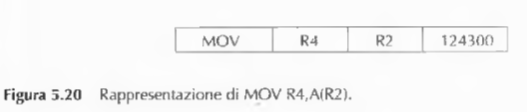 MOV R4 R2 124300
Figura 5.20 Rappresentazione di MOV R4,A(R2).